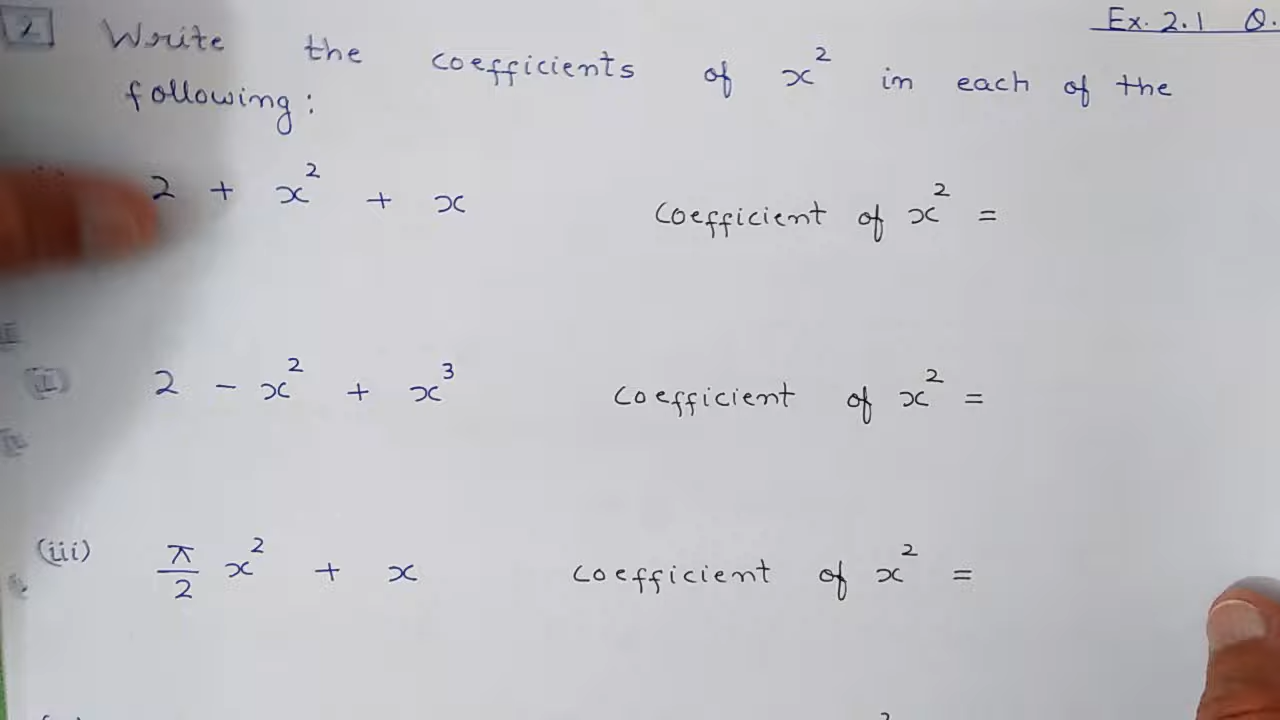 Ex. 2.1 Q.
2 Write the coefficients of x² in each of the
following:
2 + x² + x coefficient of x² =
2 - x² + x³ coefficient of x² =
(iii) π/2 x² + x coefficient of x² =